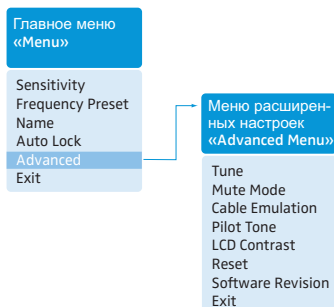 Главное меню
«Menu»
Sensitivity
Frequency Preset
Name
Auto Lock
Advanced
Exit
Меню расширен-
ных настроек
«Advanced Menu»
Tune
Mute Mode
Cable Emulation
Pilot Tone
LCD Contrast
Reset
Software Revision
Exit